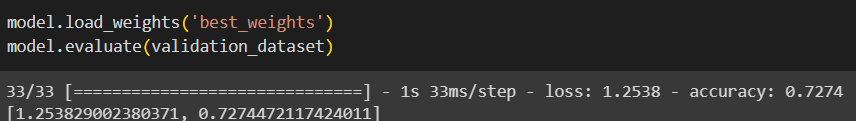 model.load_weights('best_weights')
model.evaluate(validation_dataset)
33/33 [==============================] - 1s 33ms/step - loss: 1.2538 - accuracy: 0.7274
[1.253829002380371, 0.7274472117424011]